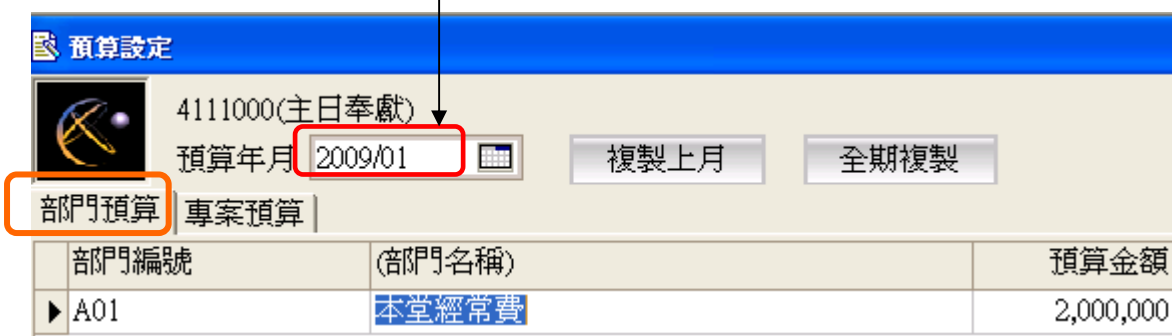 預算設定
4111000(主日奉獻)
預算年月 2009/01 複製上月 全期複製
部門預算 專案預算
部門編號 (部門名稱) 預算金額
A01 本堂經常費 2,000,000